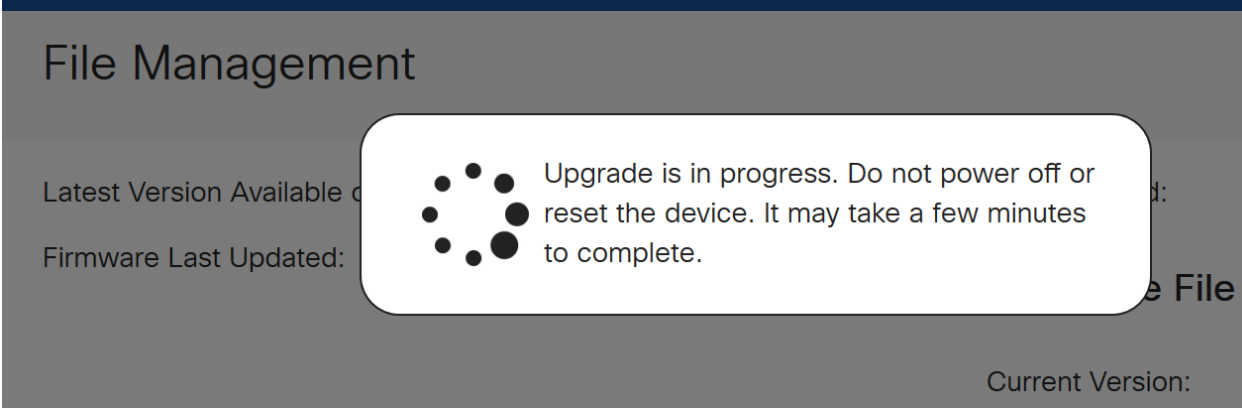 File Management
Upgrade is in progress. Do not power off or
reset the device. It may take a few minutes
to complete.
Latest Version Available
Firmware Last Updated:
File
Current Version: